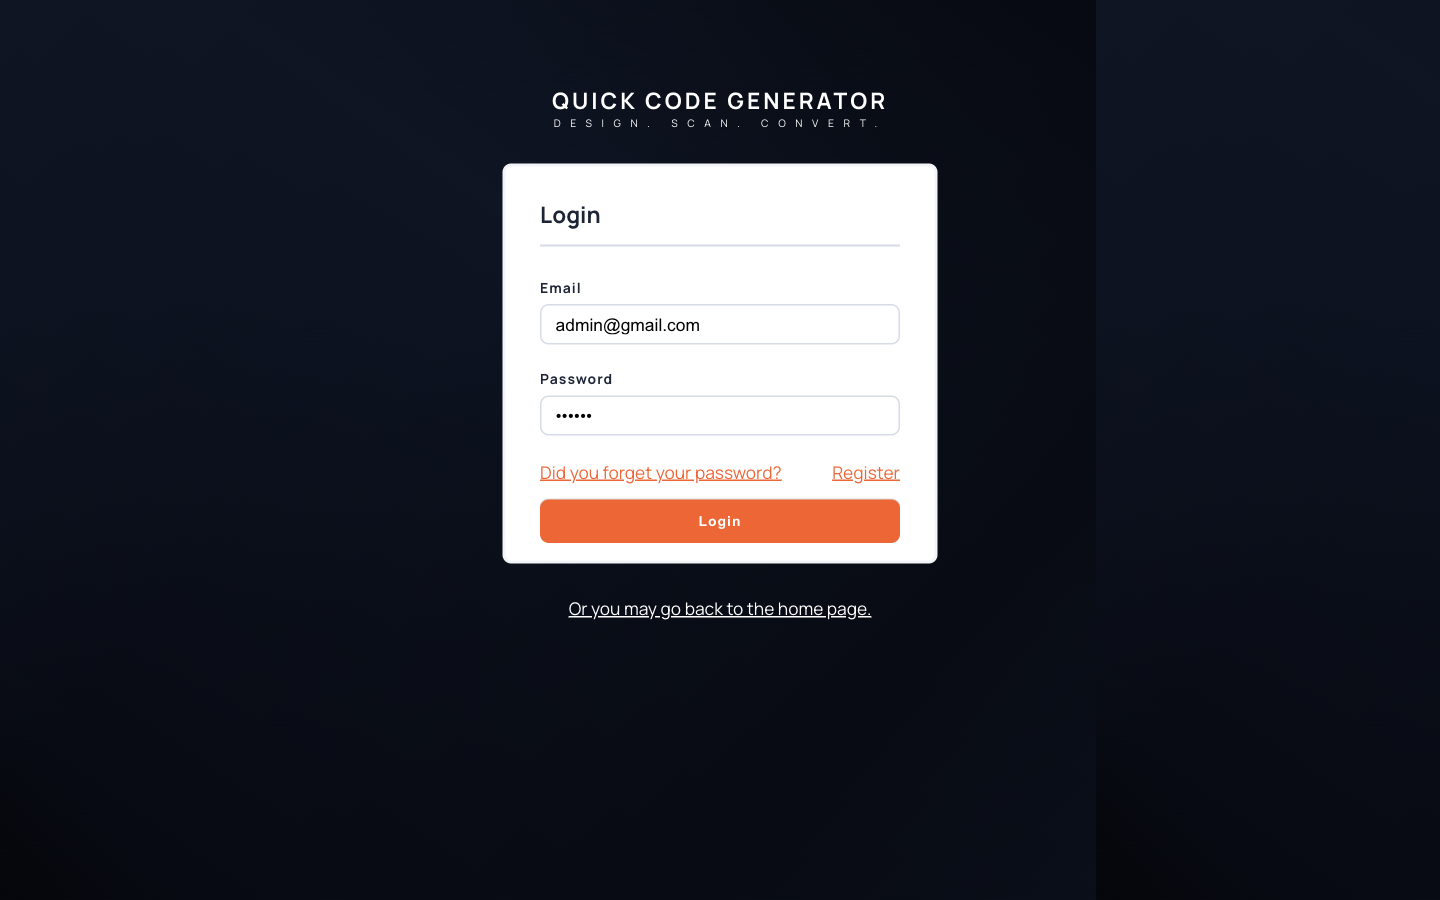 QUICK CODE GENERATOR
DESIGN. SCAN. CONVERT.
Login
Email
admin@gmail.com
Password
••••••
Did you forget your password? Register
Login
Or you may go back to the home page.